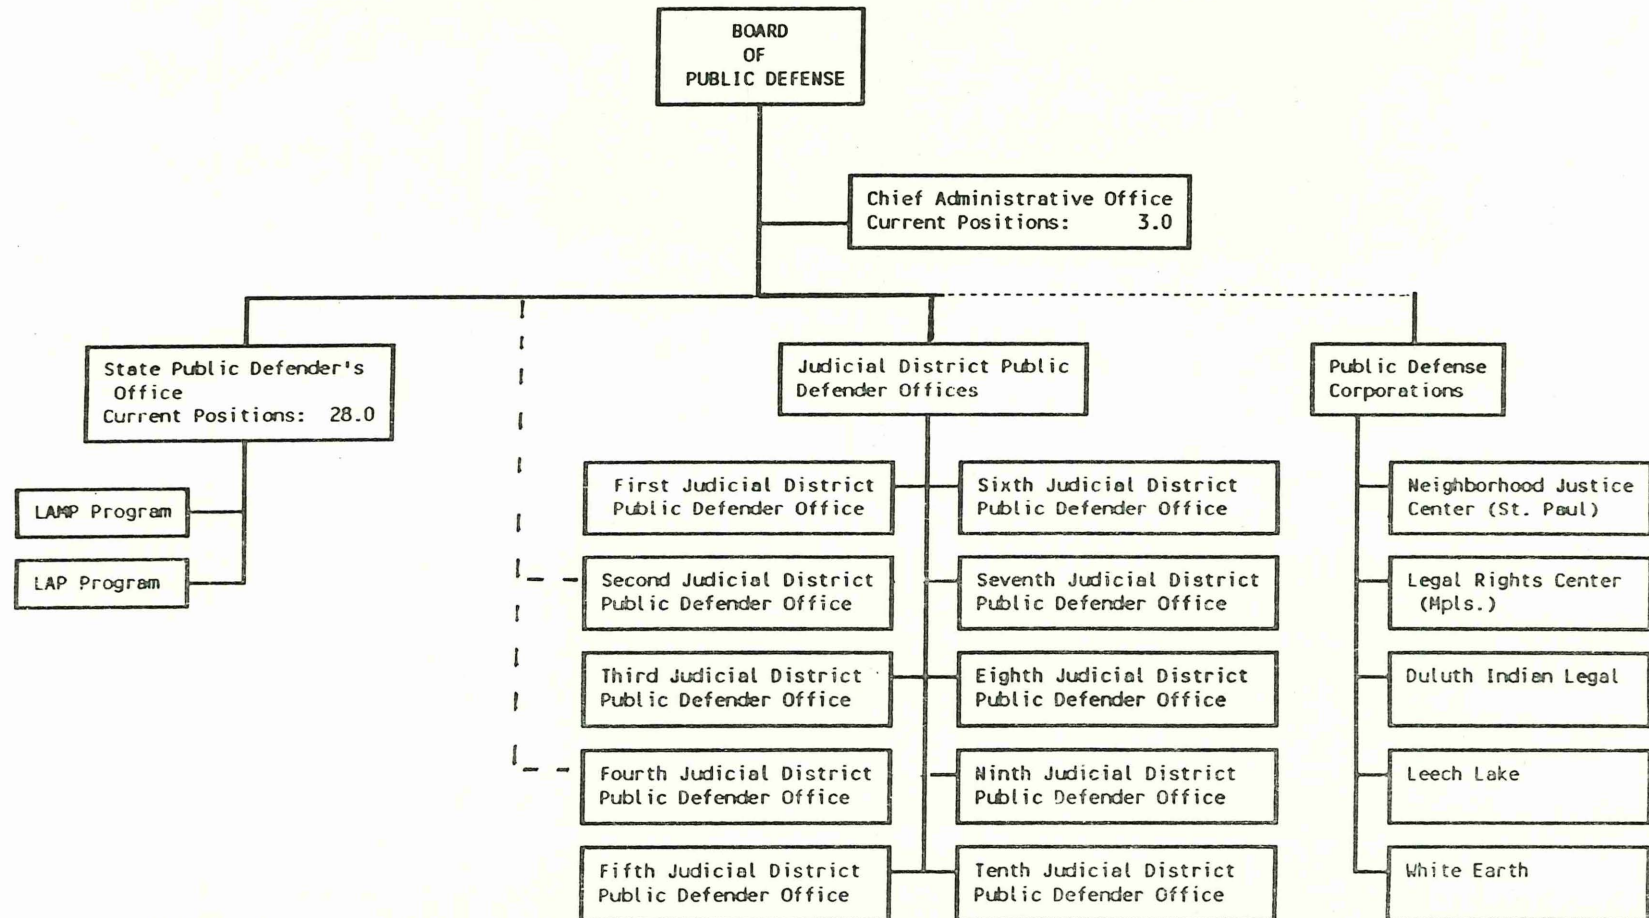 BOARD
OF
PUBLIC DEFENSE
Chief Administrative Office
Current Positions: 3.0
State Public Defender's
Office
Current Positions: 28.0
LAMP Program
LAP Program
Judicial District Public
Defender Offices
First Judicial District
Public Defender Office
Second Judicial District
Public Defender Office
Third Judicial District
Public Defender Office
Fourth Judicial District
Public Defender Office
Fifth Judicial District
Public Defender Office
Sixth Judicial District
Public Defender Office
Seventh Judicial District
Public Defender Office
Eighth Judicial District
Public Defender Office
Ninth Judicial District
Public Defender Office
Tenth Judicial District
Public Defender Office
Public Defense
Corporations
Neighborhood Justice
Center (St. Paul)
Legal Rights Center
(Mpls.)
Duluth Indian Legal
Leech Lake
White Earth